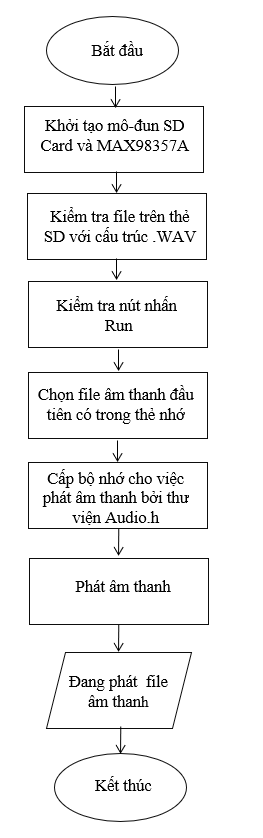 Bắt đầu
Khởi tạo mô-đun SD
Card và MAX98357A
Kiểm tra file trên thẻ
SD với cấu trúc .WAV
Kiểm tra nút nhấn
Run
Chọn file âm thanh đầu
tiên có trong thẻ nhớ
Cấp bộ nhớ cho việc
phát âm thanh bởi thư
viện Audio.h
Phát âm thanh
Đang phát file
âm thanh
Kết thúc